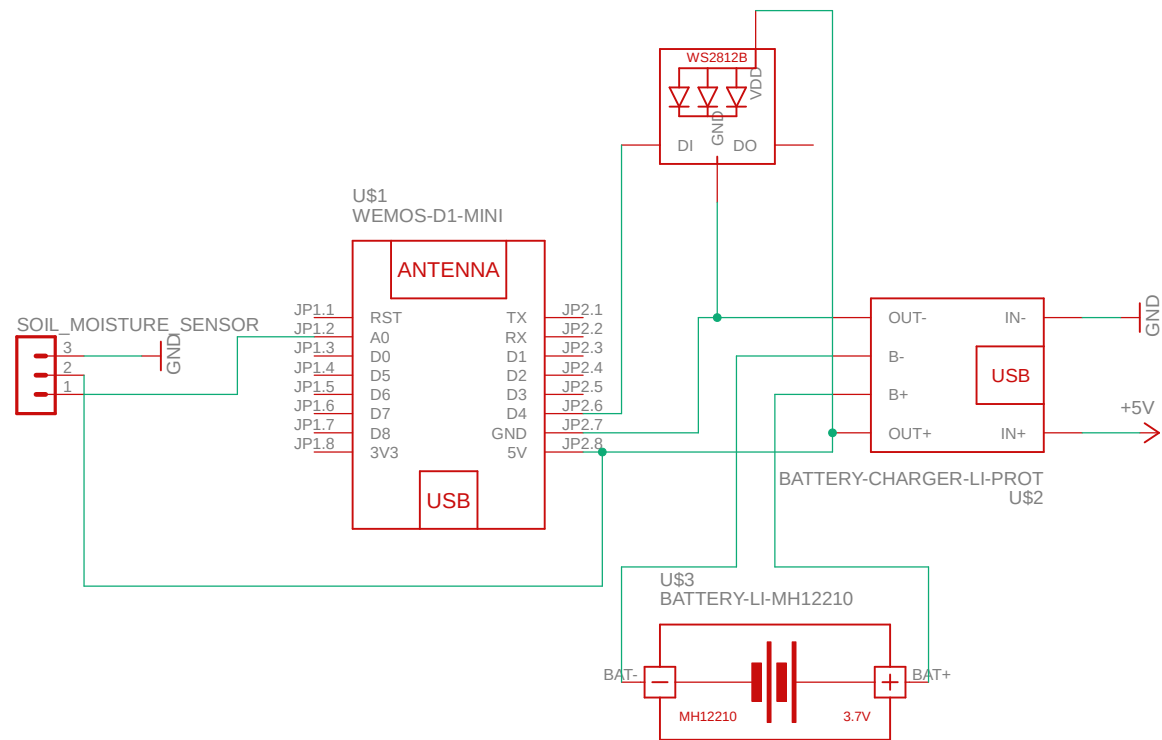 WS2812B
VDD
GND
DI
DO
U$1
WEMOS-D1-MINI
ANTENNA
JP1.1
RST
TX
JP2.1
JP1.2
A0
RX
JP2.2
JP1.3
D0
D1
JP2.3
JP1.4
D5
D2
JP2.4
JP1.5
D6
D3
JP2.5
JP1.6
D7
D4
JP2.6
JP1.7
D8
GND
JP2.7
JP1.8
3V3
5V
JP2.8
USB
SOIL_MOISTURE_SENSOR
3
GND
2
1
OUT-
IN-
GND
B-
USB
B+
+5V
OUT+
IN+
BATTERY-CHARGER-LI-PROT
U$2
U$3
BATTERY-LI-MH12210
BAT-
BAT+
MH12210
3.7V